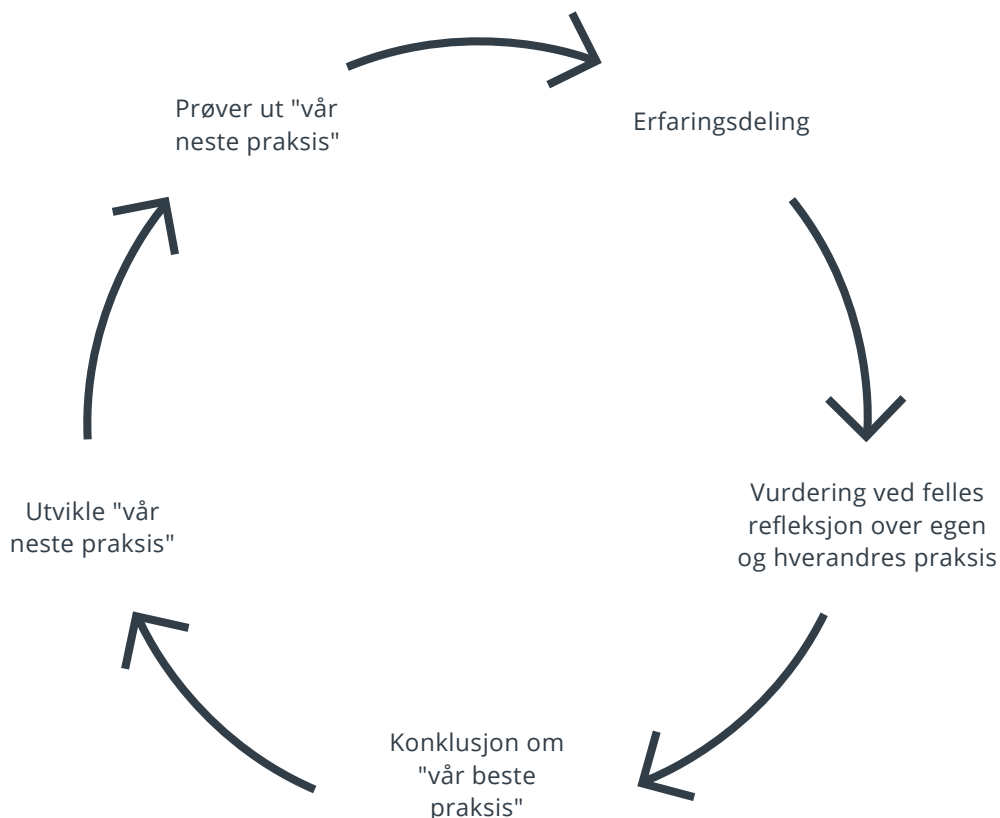 Prøver ut "vår
neste praksis"
Erfaringsdeling
Vurdering ved felles
refleksjon over egen
og hverandres praksis
Konklusjon om
"vår beste
praksis"
Utvikle "vår
neste praksis"